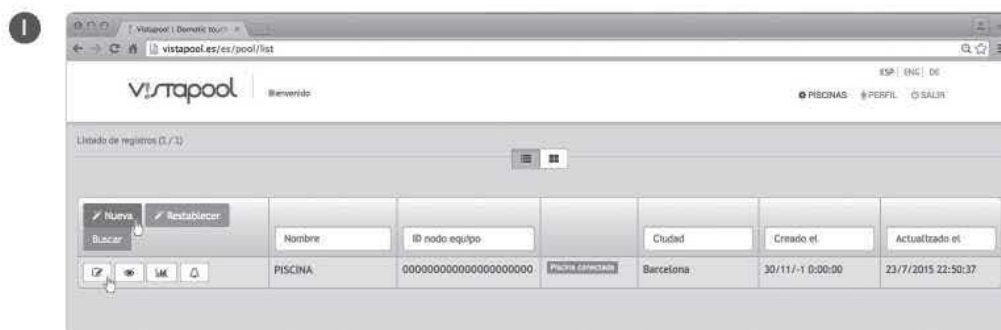 1
Vistapool | Domotic touch
vistapool.es/es/pool/list
ESP | ENG | DE
vistapool
Bienvenido
PISCINAS PERFIL SALIR
Listado de registros (1 / 1)
Nueva Restablecer
Buscar Nombre ID nodo equipo Ciudad Creado el Actualizado el
PISCINA 000000000000000000000000 Piscina conectada Barcelona 30/11/-1 0:00:00 23/7/2015 22:50:37